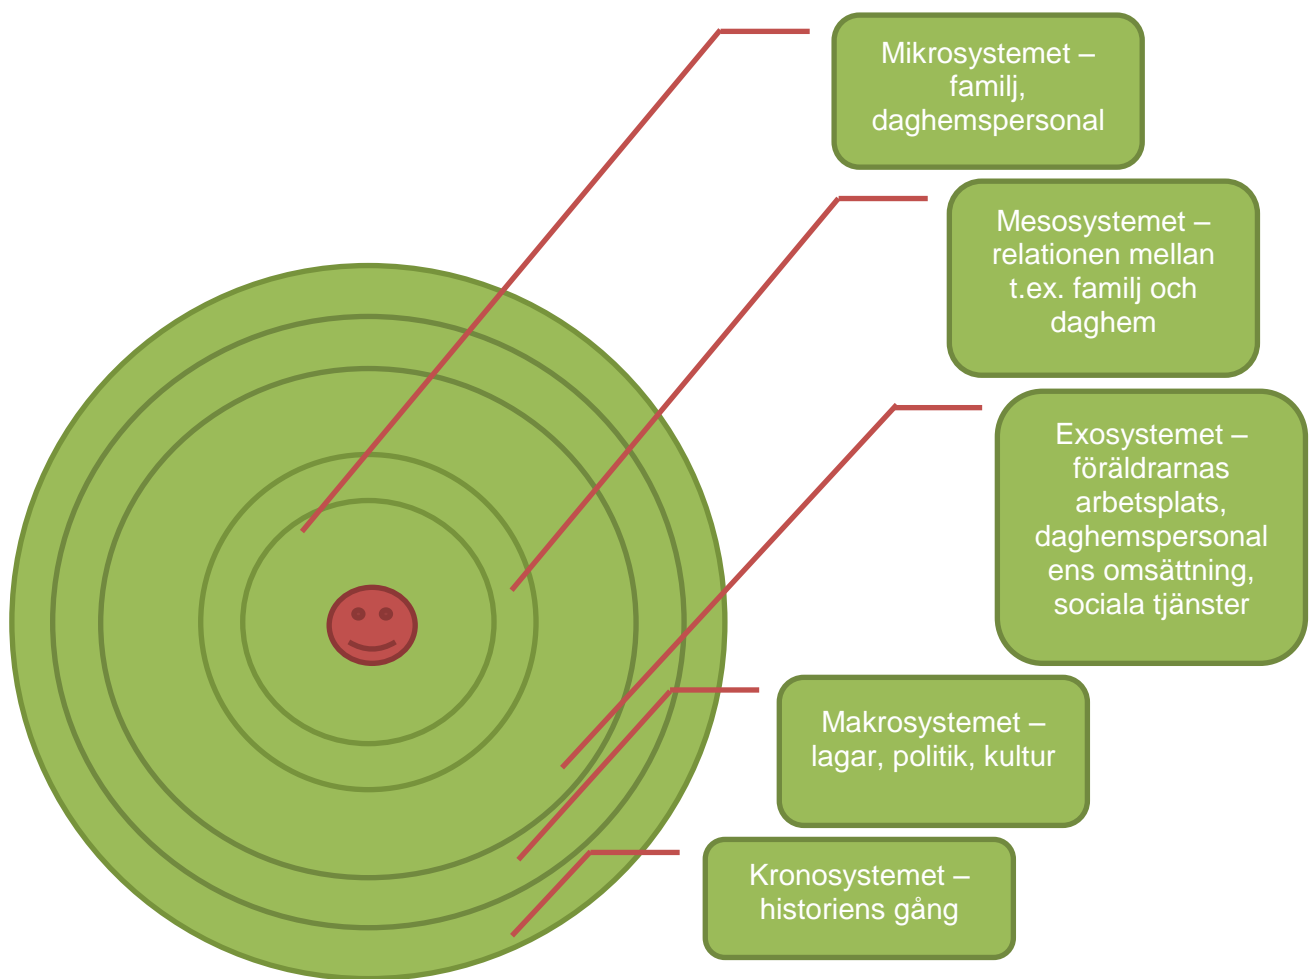 Mikrosystemet –
familj,
daghemspersonal
Mesosystemet –
relationen mellan
t.ex. familj och
daghem
Exosystemet –
föräldrarnas
arbetsplats,
daghemspersonal
ens omsättning,
sociala tjänster
Makrosystemet –
lagar, politik, kultur
Kronosystemet –
historiens gång